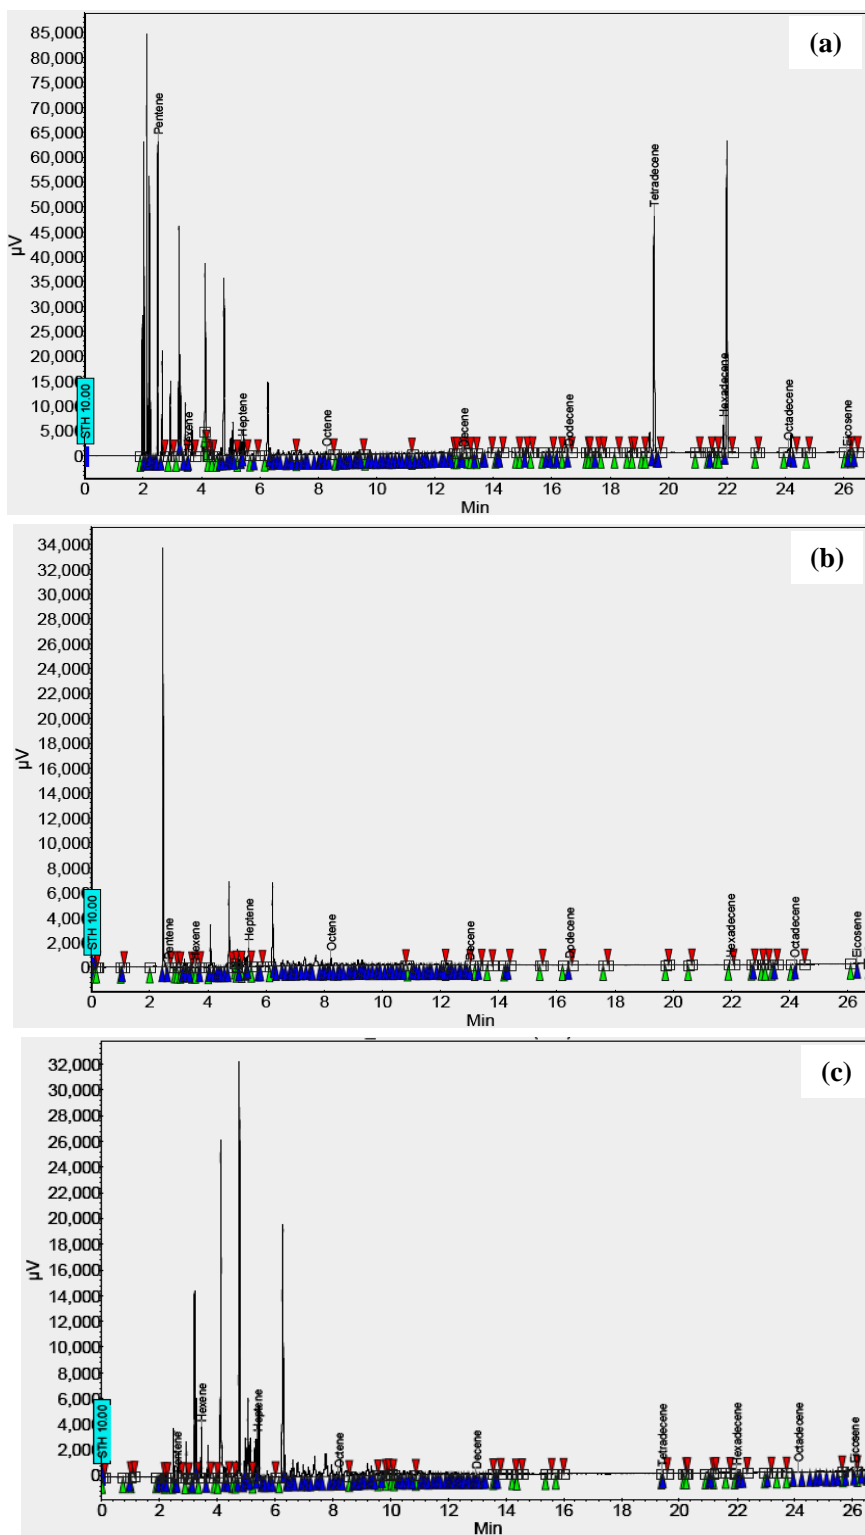 (a)
85,000
80,000
75,000
70,000
65,000
60,000
55,000
50,000
45,000
40,000
35,000
30,000
25,000
20,000
15,000
10,000
5,000
0
µV
STH 10.00
Pentene
Hexene
Heptene
Octene
Decene
Dodecene
Tetradecene
Hexadecene
Octadecene
Eicosene
0 2 4 6 8 10 12 14 16 18 20 22 24 26
Min
(b)
34,000
32,000
30,000
28,000
26,000
24,000
22,000
20,000
18,000
16,000
14,000
12,000
10,000
8,000
6,000
4,000
2,000
0
µV
STH 10.00
Pentene
Hexene
Heptene
Octene
Decene
Dodecene
Hexadecene
Octadecene
Eicosene
0 2 4 6 8 10 12 14 16 18 20 22 24 26
Min
(c)
32,000
30,000
28,000
26,000
24,000
22,000
20,000
18,000
16,000
14,000
12,000
10,000
8,000
6,000
4,000
2,000
0
µV
STH 10.00
Pentene
Hexene
Heptene
Octene
Decene
Tetradecene
Hexadecene
Octadecene
Eicosene
0 2 4 6 8 10 12 14 16 18 20 22 24 26
Min